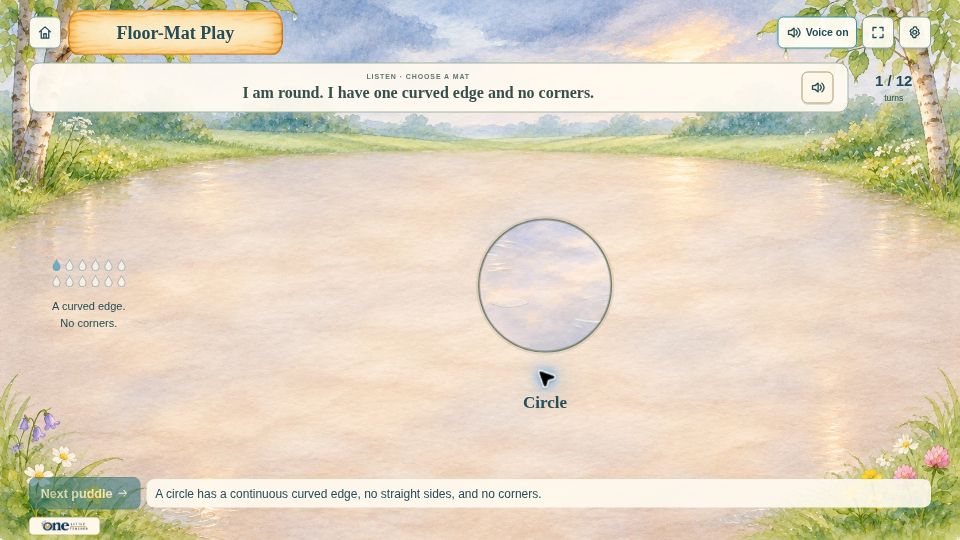 Floor-Mat Play
Voice on
LISTEN · CHOOSE A MAT
I am round. I have one curved edge and no corners.
1 / 12
turns
A curved edge.
No corners.
Circle
Next puddle →
A circle has a continuous curved edge, no straight sides, and no corners.
one